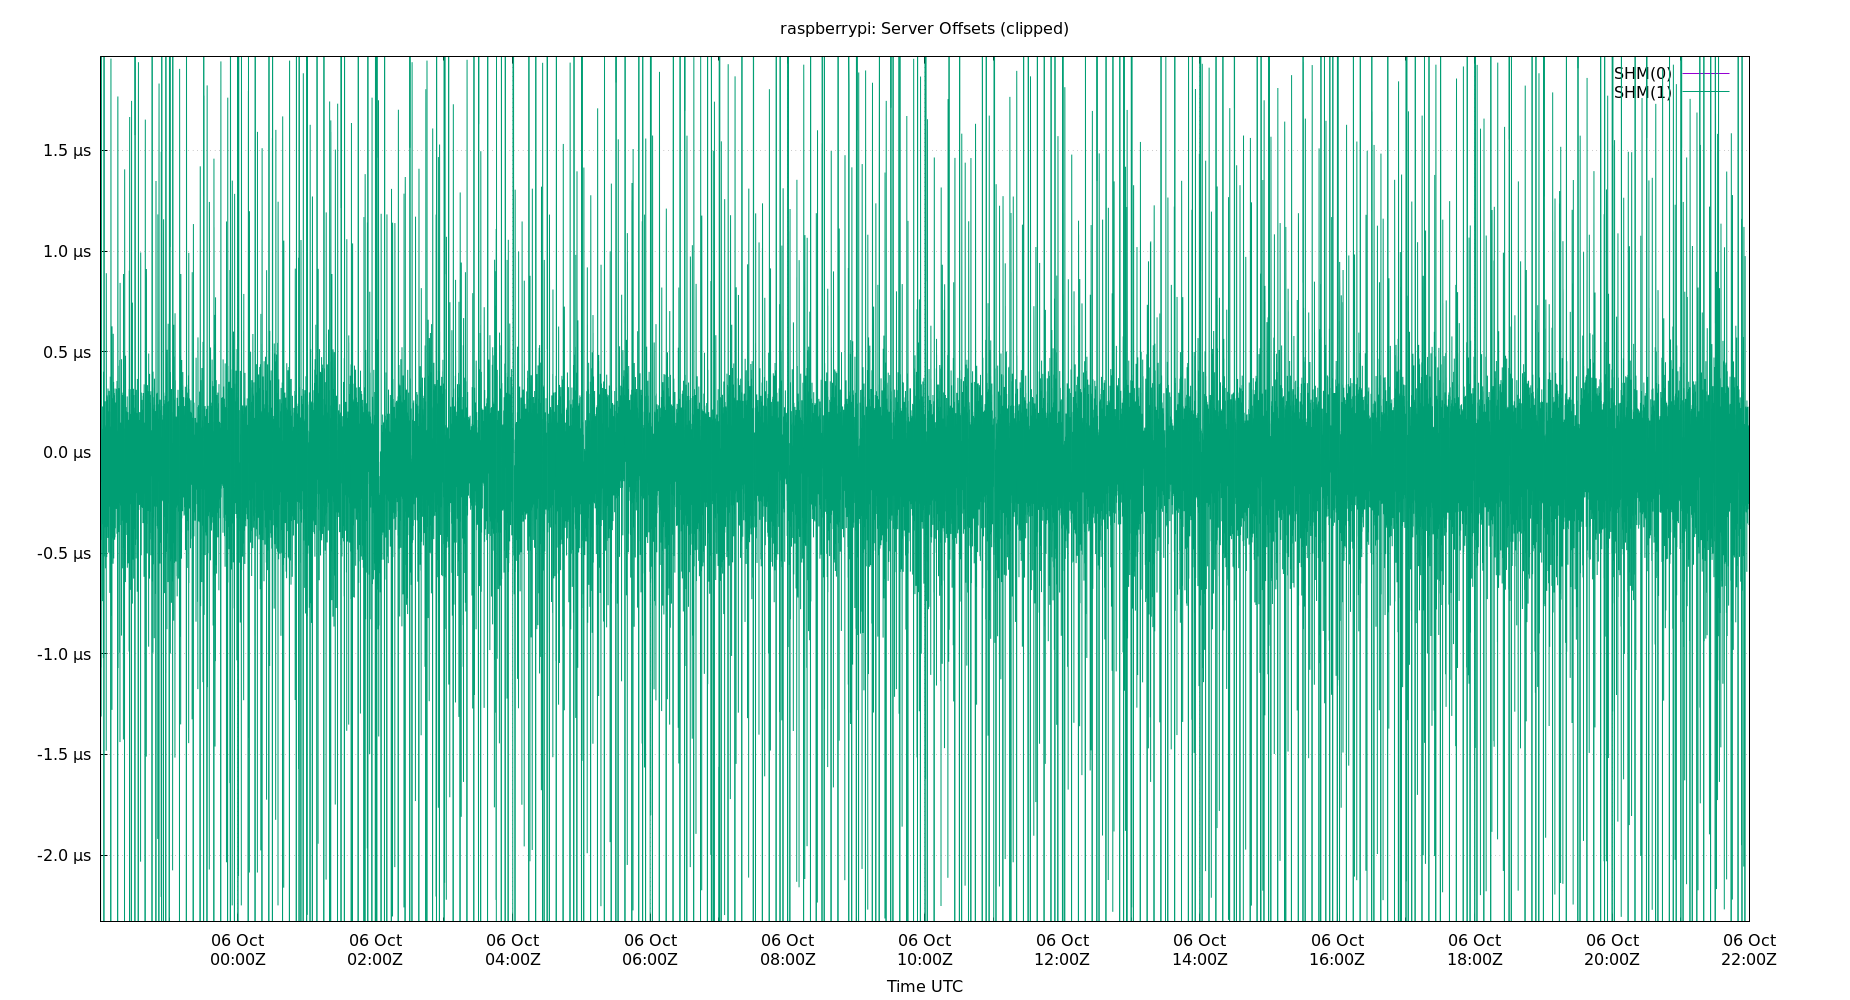 raspberrypi: Server Offsets (clipped)
SHM(0)
SHM(1)
1.5 μs
1.0 μs
0.5 μs
0.0 μs
-0.5 μs
-1.0 μs
-1.5 μs
-2.0 μs
06 Oct 06 Oct 06 Oct 06 Oct 06 Oct 06 Oct 06 Oct 06 Oct 06 Oct 06 Oct 06 Oct 06 Oct
00:00Z 02:00Z 04:00Z 06:00Z 08:00Z 10:00Z 12:00Z 14:00Z 16:00Z 18:00Z 20:00Z 22:00Z
Time UTC